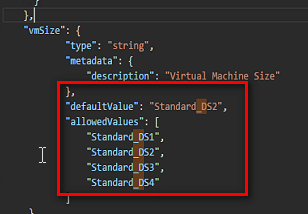 }
},
"vmSize": {
"type": "string",
"metadata": {
"description": "Virtual Machine Size"
},
"defaultValue": "Standard_DS2",
"allowedValues": [
"Standard_DS1",
"Standard_DS2",
"Standard_DS3",
"Standard_DS4"
]
},